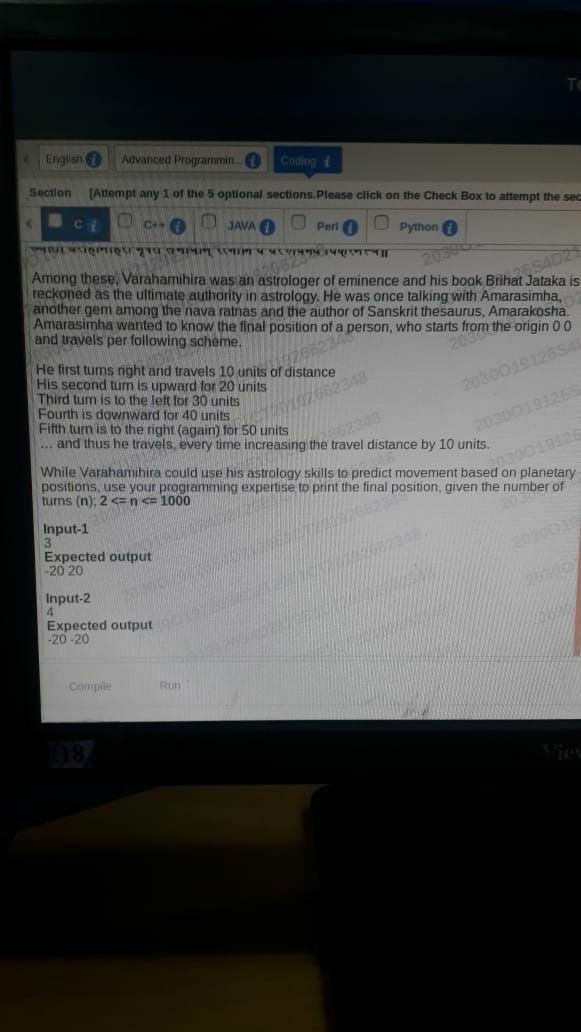 English i Advanced Programmin... i Coding i
Section [Attempt any 1 of the 5 optional sections.Please click on the Check Box to attempt the sec
C i C++ i JAVA i Perl i Python i
Among these, Varahamihira was an astrologer of eminence and his book Brihat Jataka is
reckoned as the ultimate authority in astrology. He was once talking with Amarasimha,
another gem among the nava ratnas and the author of Sanskrit thesaurus, Amarakosha.
Amarasimha wanted to know the final position of a person, who starts from the origin 0 0
and travels per following scheme.
He first turns right and travels 10 units of distance
His second turn is upward for 20 units
Third turn is to the left for 30 units
Fourth is downward for 40 units
Fifth turn is to the right (again) for 50 units
... and thus he travels, every time increasing the travel distance by 10 units.
While Varahamihira could use his astrology skills to predict movement based on planetary
positions, use your programming expertise to print the final position, given the number of
turns (n); 2 <= n <= 1000
Input-1
3
Expected output
-20 20
Input-2
4
Expected output
-20 -20
Compile Run
18 View